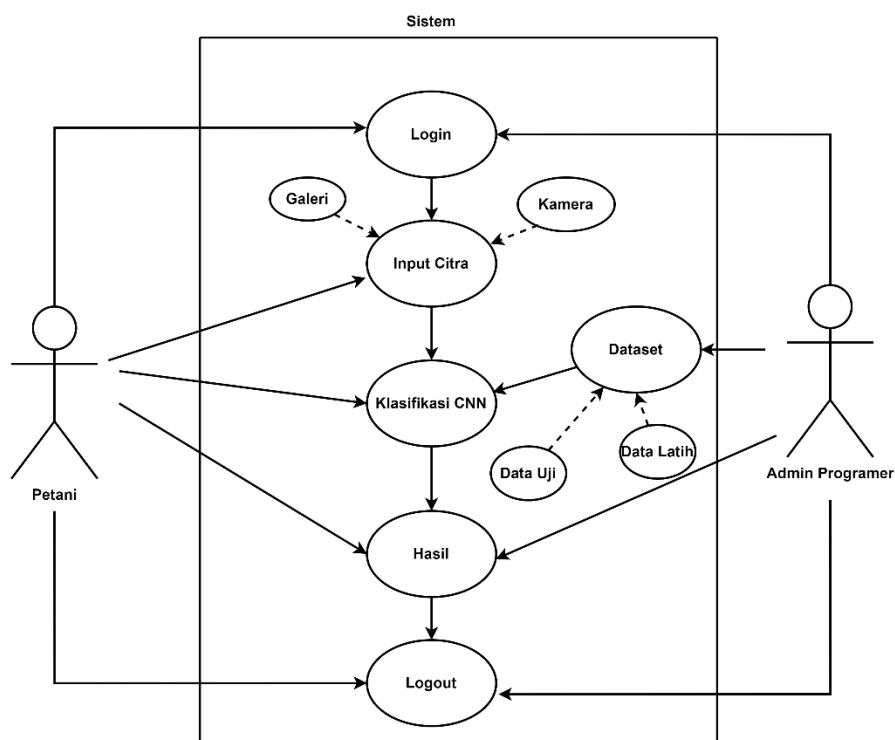 Sistem
Login
Galeri
Kamera
Input Citra
Dataset
Klasifikasi CNN
Data Uji
Data Latih
Petani
Admin Programer
Hasil
Logout